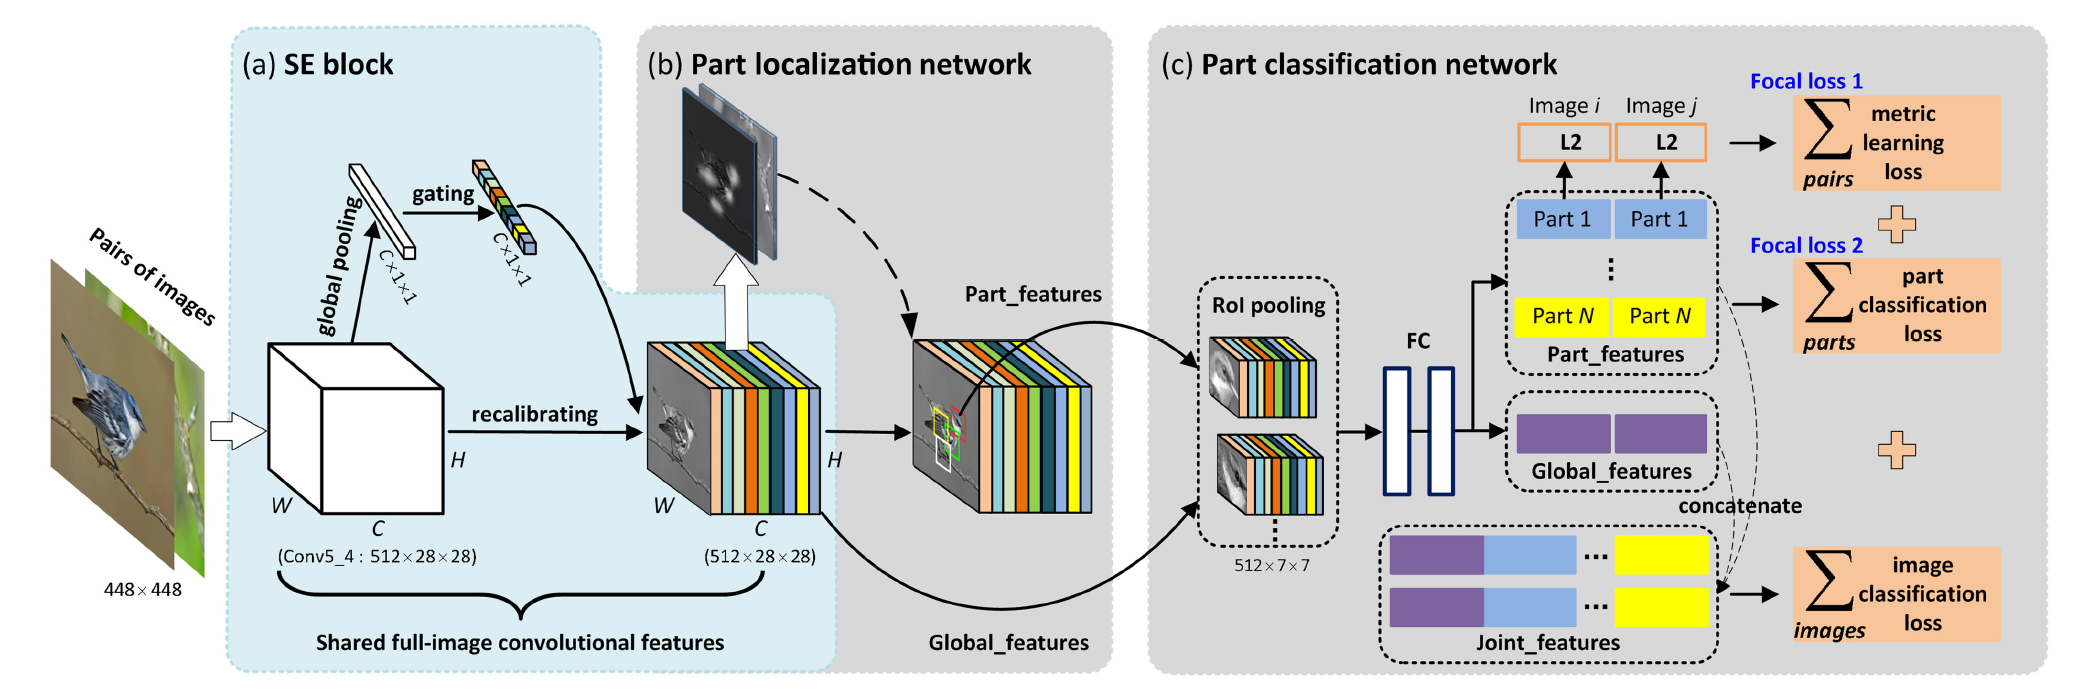 (a) SE block
(b) Part localization network
(c) Part classification network
Pairs of images
448×448
global pooling
C×1×1
gating
C×1×1
recalibrating
H
W
C
(Conv5_4 : 512×28×28)
H
W
C
(512×28×28)
Shared full-image convolutional features
Part_features
Global_features
RoI pooling
512×7×7
FC
Image i
Image j
L2
L2
Part 1
Part 1
⋮
Part N
Part N
Part_features
Global_features
concatenate
...
...
Joint_features
Focal loss 1
∑ pairs
metric
learning
loss
+
Focal loss 2
∑ parts
part
classification
loss
+
∑ images
image
classification
loss